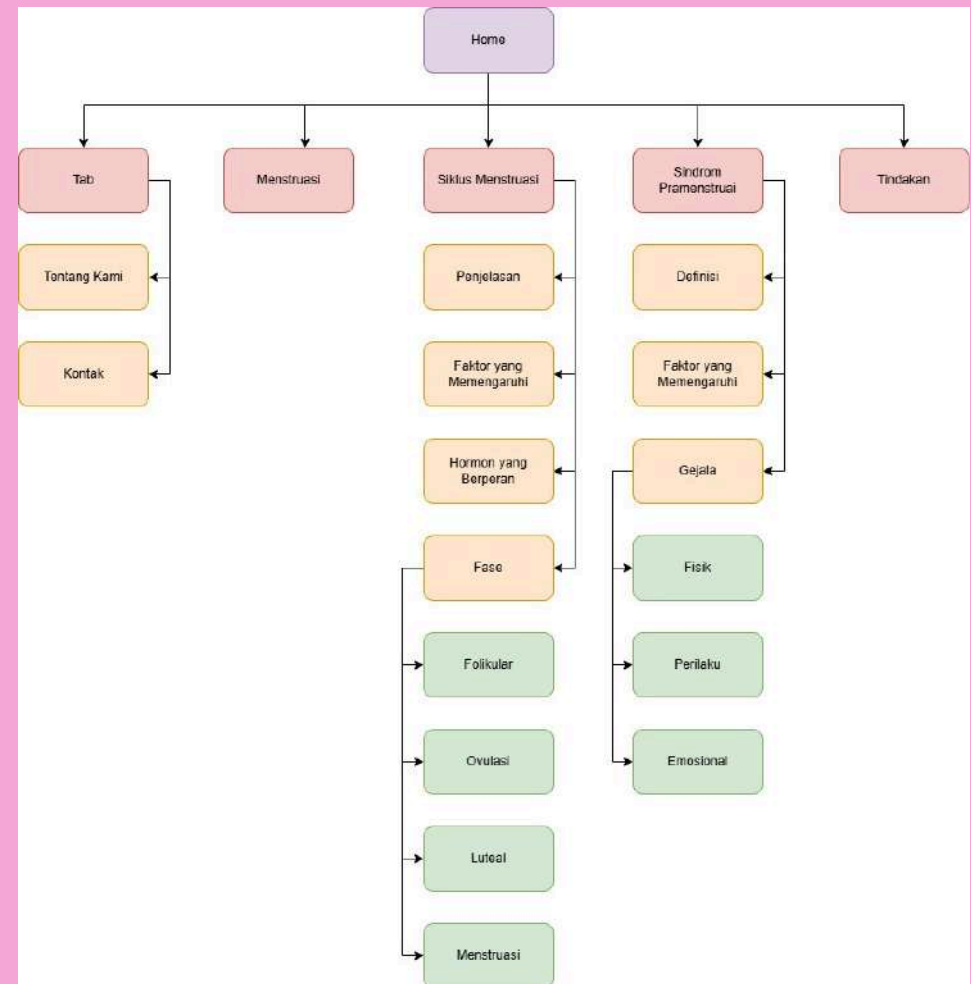 Home
Tab
Menstruasi
Siklus Menstruasi
Sindrom
Pramenstruai
Tindakan
Tentang Kami
Penjelasan
Definisi
Kontak
Faktor yang
Memengaruhi
Faktor yang
Memengaruhi
Hormon yang
Berperan
Gejala
Fase
Fisik
Folikular
Perilaku
Ovulasi
Emosional
Luteal
Menstruasi